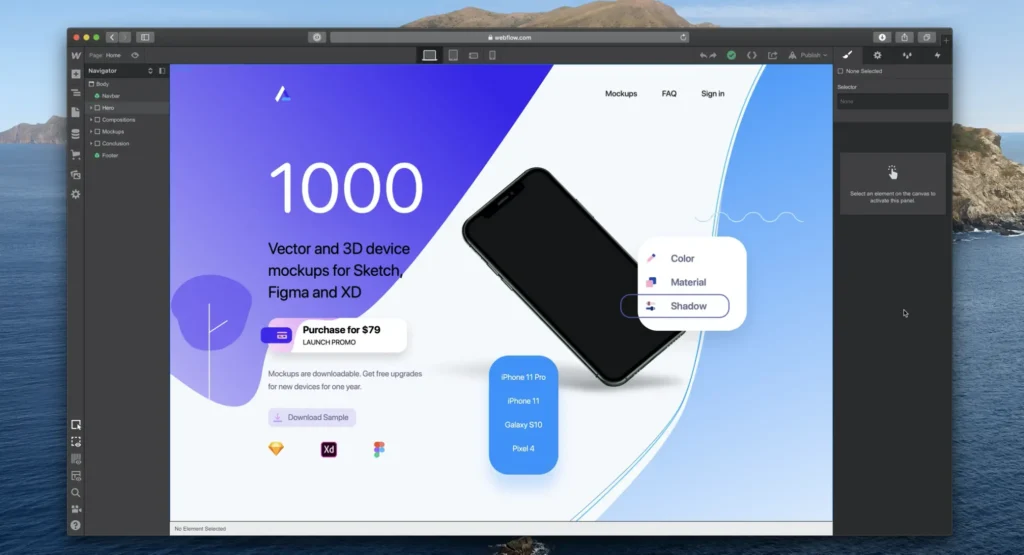 webflow.com
Page: Home
Publish
Navigator
Body
Navbar
Hero
Compositions
Mockups
Conclusion
Footer
Mockups FAQ Sign in
1000
Vector and 3D device
mockups for Sketch,
Figma and XD
Purchase for $79
LAUNCH PROMO
Mockups are downloadable. Get free upgrades
for new devices for one year.
Download Sample
Xd
Color
Material
Shadow
iPhone 11 Pro
iPhone 11
Galaxy S10
Pixel 4
None Selected
Selector
None
Select an element on the canvas to
activate this panel.
No Element Selected